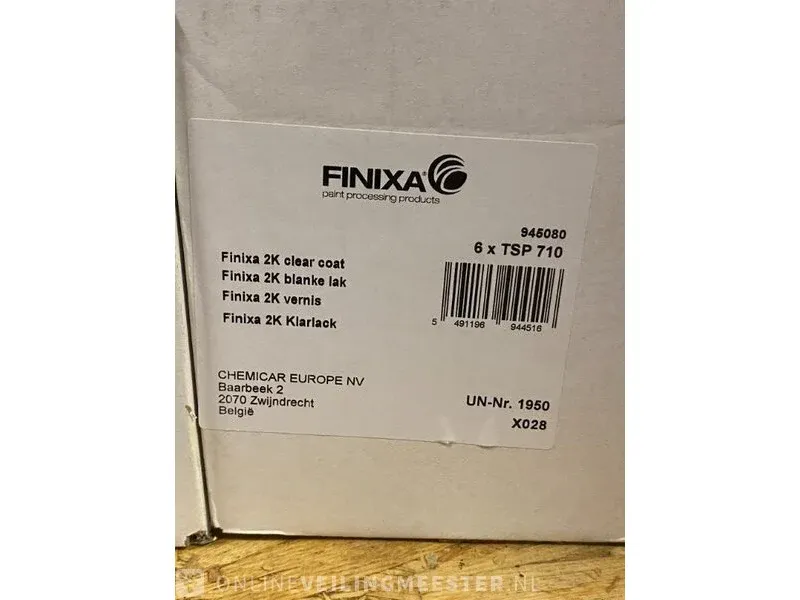 FINIXA®
paint processing products
945080
6 x TSP 710
Finixa 2K clear coat
Finixa 2K blanke lak
Finixa 2K vernis
Finixa 2K Klarlack
5 491196 944516
CHEMICAR EUROPE NV
Baarbeek 2
2070 Zwijndrecht
België
UN-Nr. 1950
X028
ONLINEVEILINGMEESTER.NL